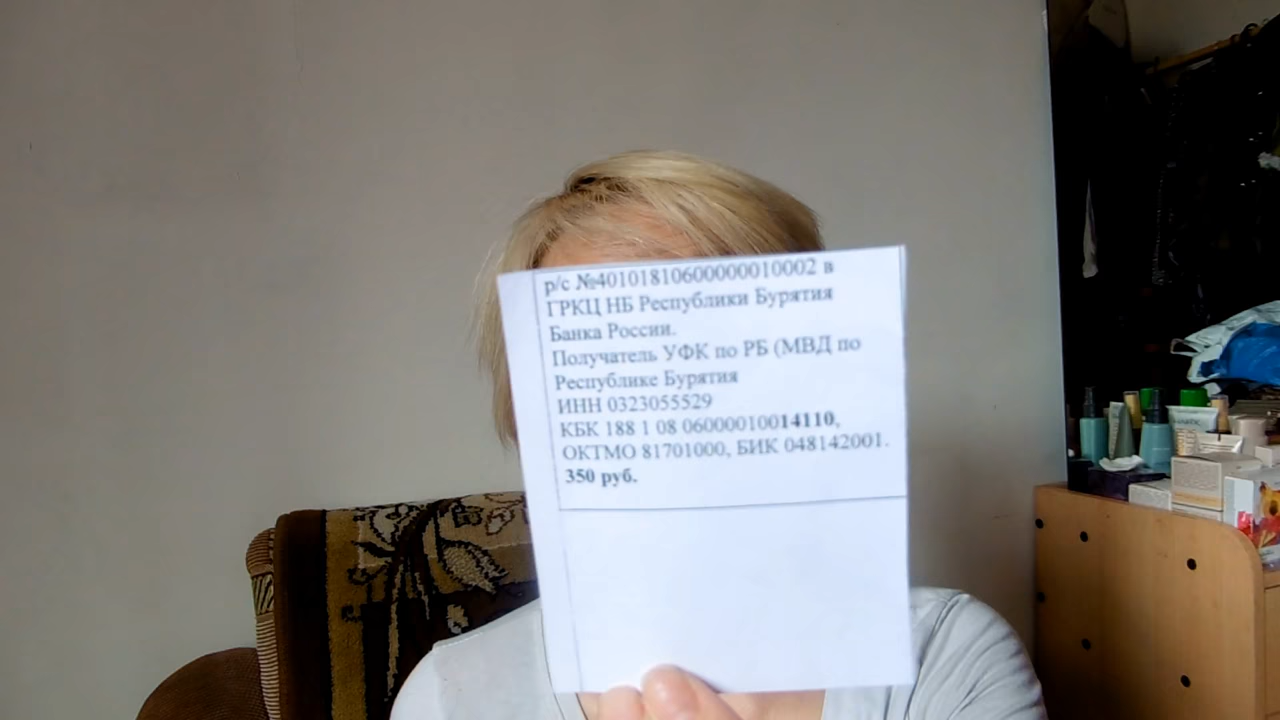 р/с №40101810600000010002 в
ГРКЦ НБ Республики Бурятия
Банка России.
Получатель УФК по РБ (МВД по
Республике Бурятия
ИНН 0323055529
КБК 188 1 08 06000010014110,
ОКТМО 81701000, БИК 048142001.
350 руб.